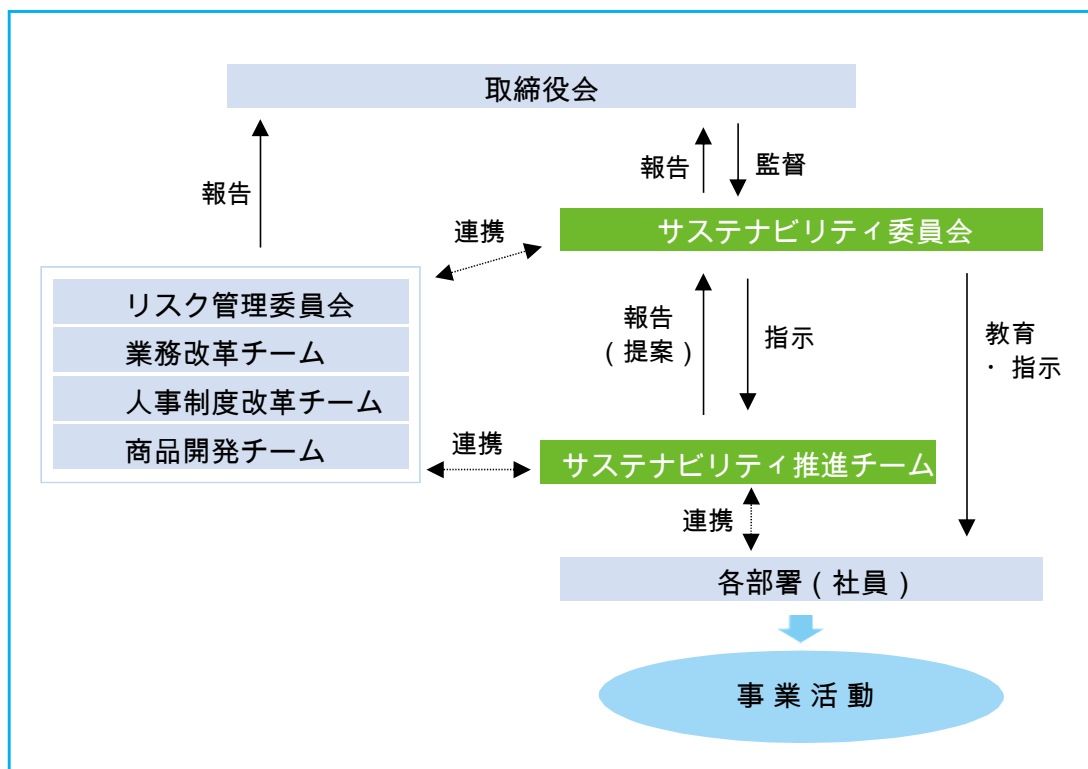 取締役会
報告
報告
監督
連携
サステナビリティ委員会
リスク管理委員会
業務改革チーム
人事制度改革チーム
商品開発チーム
報告
(提案)
指示
教育
・ 指示
連携
サステナビリティ推進チーム
連携
各部署(社員)
事 業 活 動